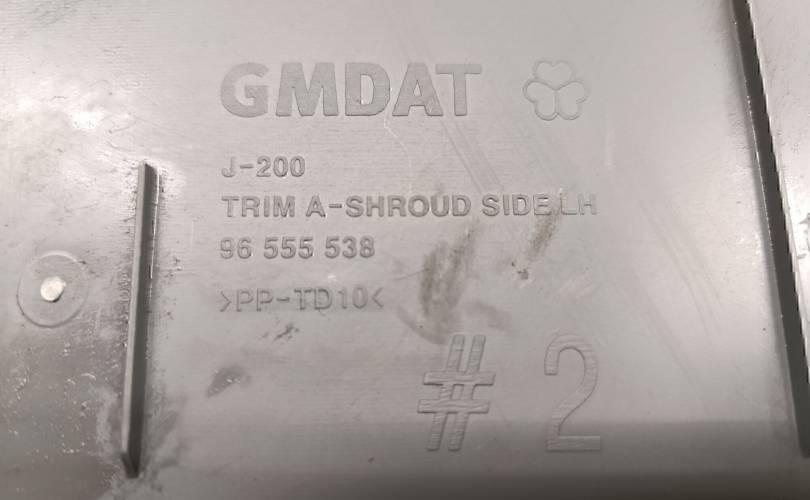 GMDAT
J-200
TRIM A-SHROUD SIDE LH
96 555 538
>PP-TD10<
# 2